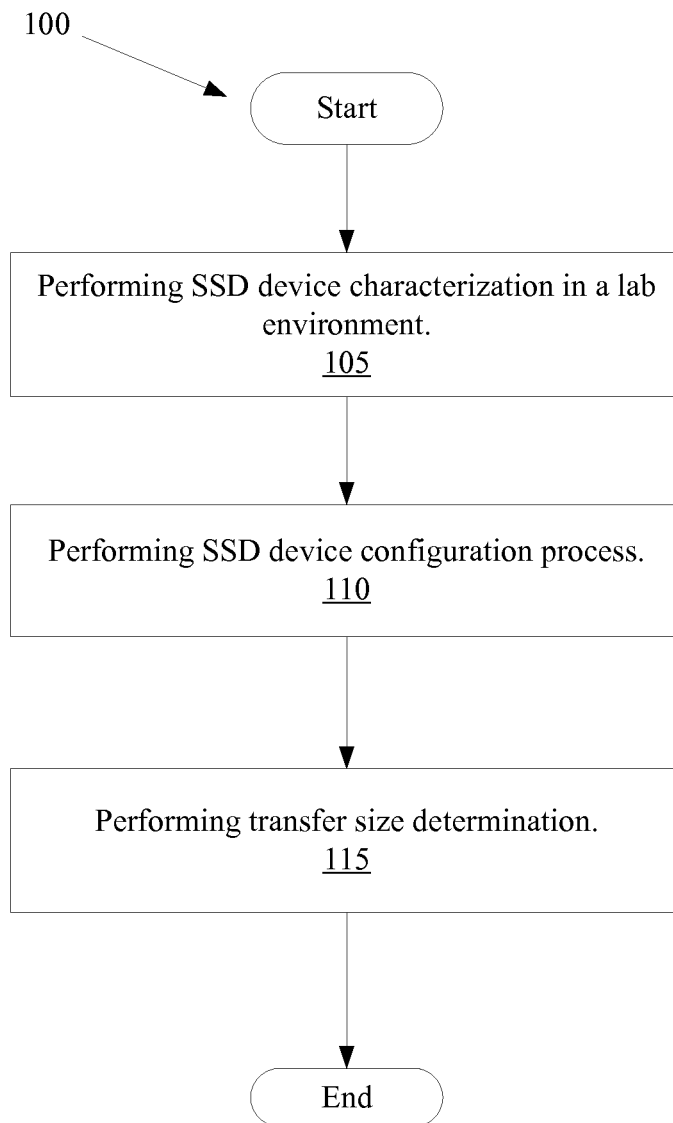 100
Start
Performing SSD device characterization in a lab
environment.
105
Performing SSD device configuration process.
110
Performing transfer size determination.
115
End